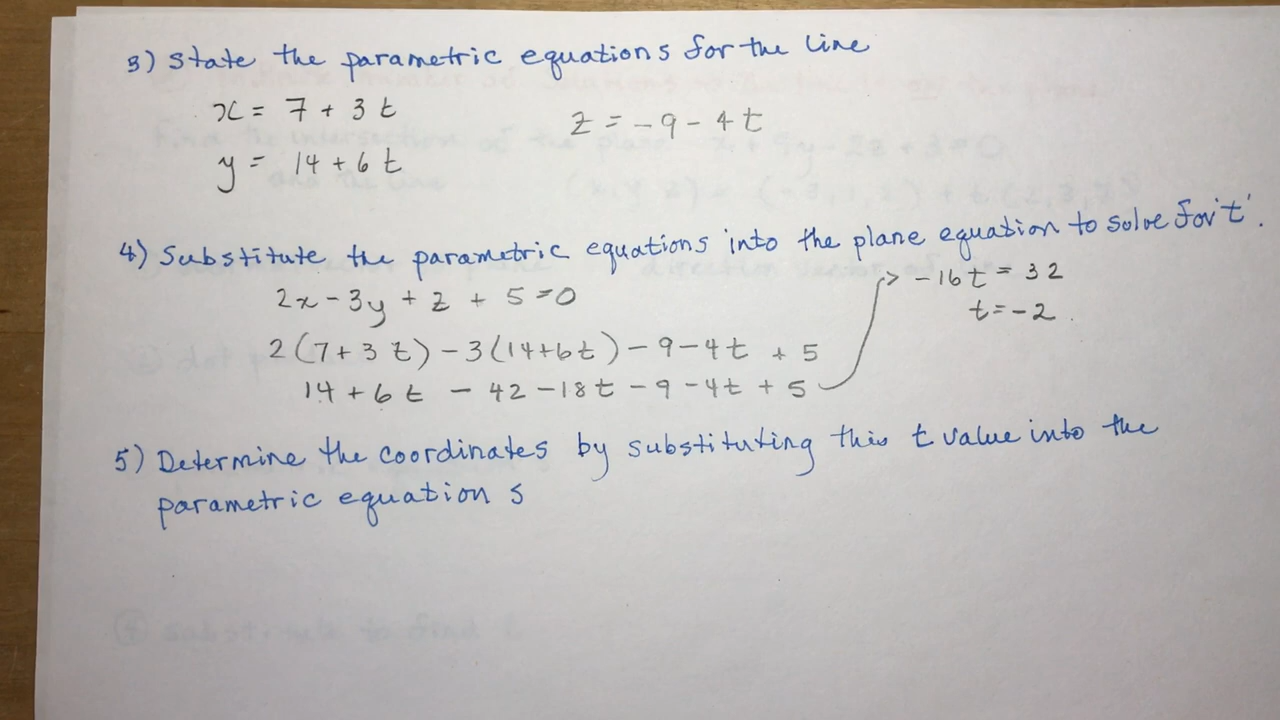 3) State the parametric equations for the line
x = 7 + 3t
z = -9 - 4t
y = 14 + 6t
4) Substitute the parametric equations into the plane equation to solve for 't'.
2x - 3y + z + 5 = 0
-16t = 32
t = -2.
2(7 + 3t) - 3(14 + 6t) - 9 - 4t + 5
14 + 6t - 42 - 18t - 9 - 4t + 5
5) Determine the coordinates by substituting this t value into the
parametric equations